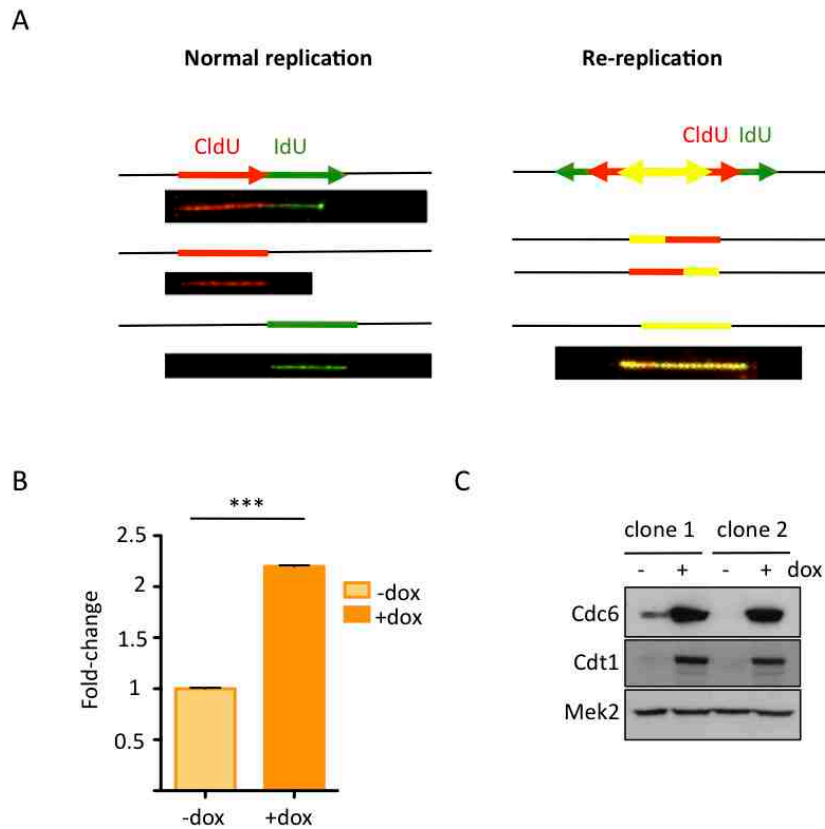 A
Normal replication
Re-replication
CldU IdU
CldU IdU
B
***
2.5
2
1.5
1
0.5
Fold-change
-dox
+dox
-dox
+dox
C
clone 1 clone 2
- + - + dox
Cdc6
Cdt1
Mek2